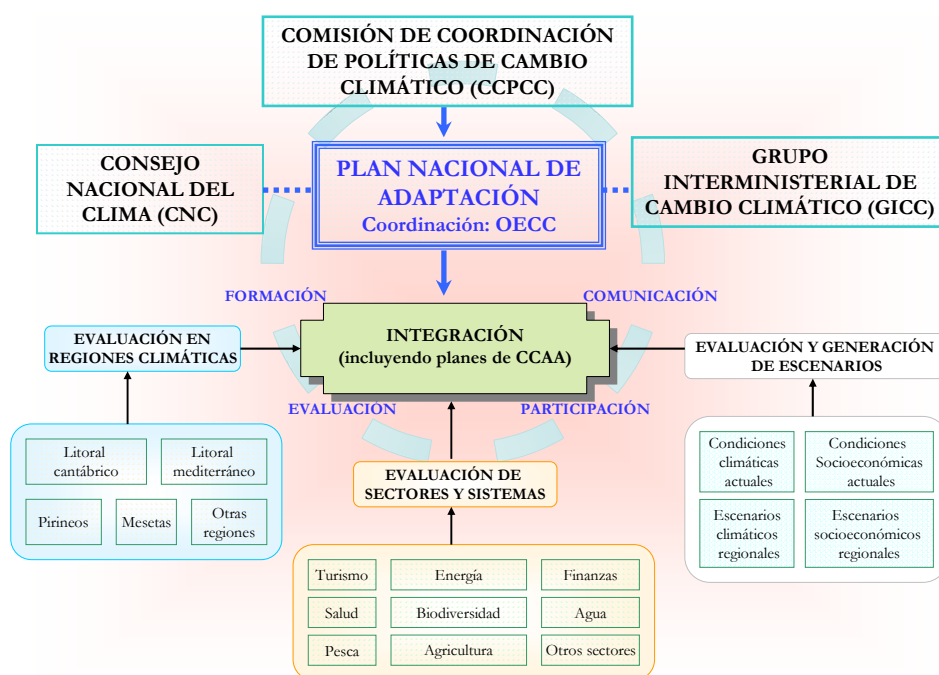 COMISIÓN DE COORDINACIÓN
DE POLÍTICAS DE CAMBIO
CLIMÁTICO (CCPCC)
CONSEJO
NACIONAL DEL
CLIMA (CNC)
PLAN NACIONAL DE
ADAPTACIÓN
Coordinación: OECC
GRUPO
INTERMINISTERIAL DE
CAMBIO CLIMÁTICO (GICC)
FORMACIÓN
COMUNICACIÓN
INTEGRACIÓN
(incluyendo planes de CCAA)
EVALUACIÓN
PARTICIPACIÓN
EVALUACIÓN EN
REGIONES CLIMÁTICAS
EVALUACIÓN Y GENERACIÓN
DE ESCENARIOS
EVALUACIÓN DE
SECTORES Y SISTEMAS
Litoral
cantábrico
Litoral
mediterráneo
Pirineos
Mesetas
Otras
regiones
Condiciones
climáticas
actuales
Condiciones
Socioeconómicas
actuales
Escenarios
climáticos
regionales
Escenarios
socioeconómicos
regionales
Turismo
Energía
Finanzas
Salud
Biodiversidad
Agua
Pesca
Agricultura
Otros sectores